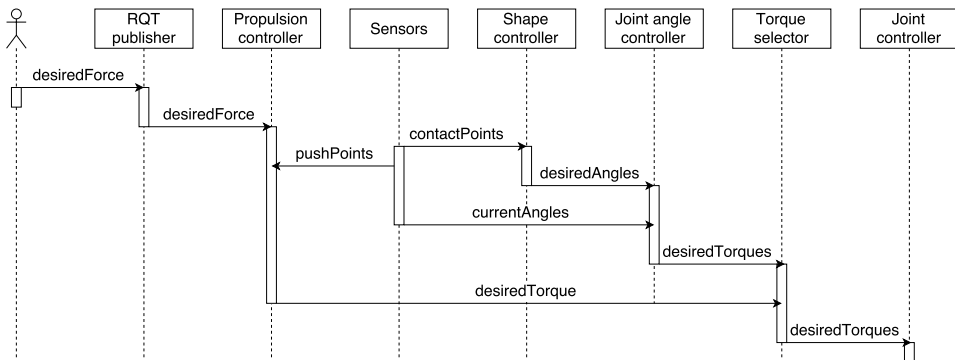 RQT
publisher
Propulsion
controller
Sensors
Shape
controller
Joint angle
controller
Torque
selector
Joint
controller
desiredForce
desiredForce
contactPoints
pushPoints
desiredAngles
currentAngles
desiredTorques
desiredTorque
desiredTorques